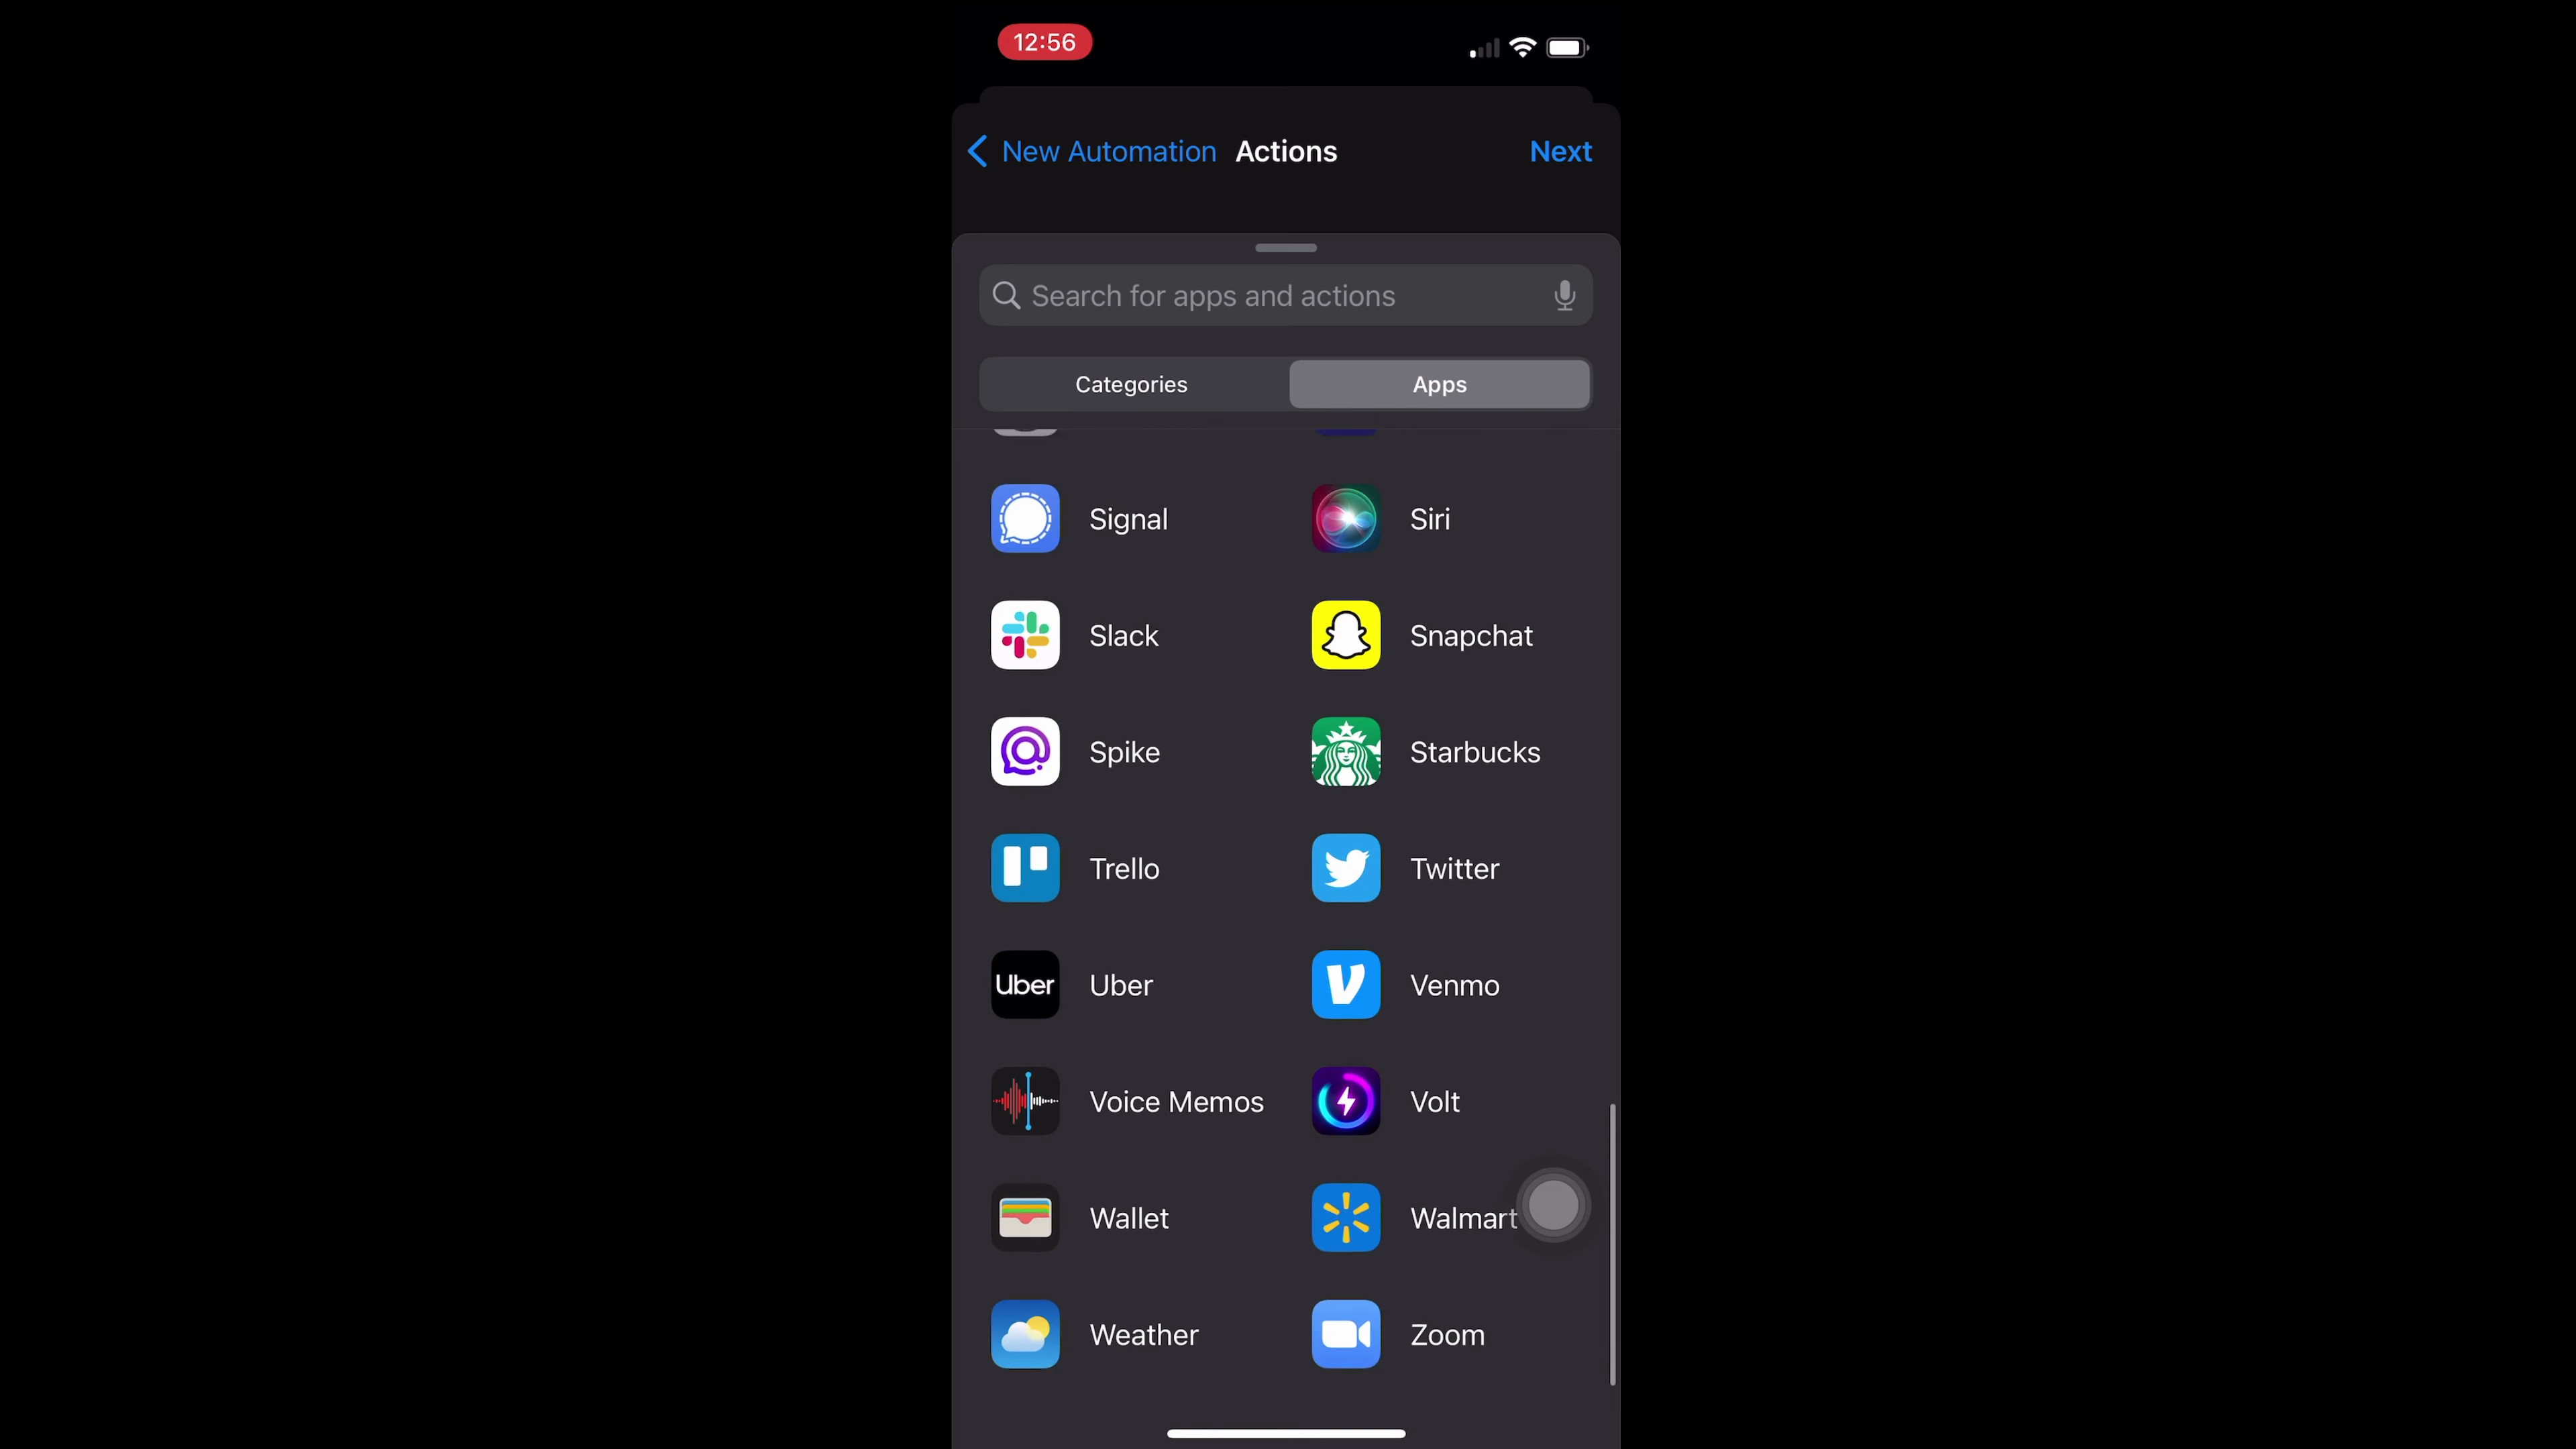 12:56
New Automation Actions Next
Search for apps and actions
Categories Apps
Signal Siri
Slack Snapchat
Spike Starbucks
Trello Twitter
Uber Uber Venmo
Voice Memos Volt
Wallet Walmart
Weather Zoom